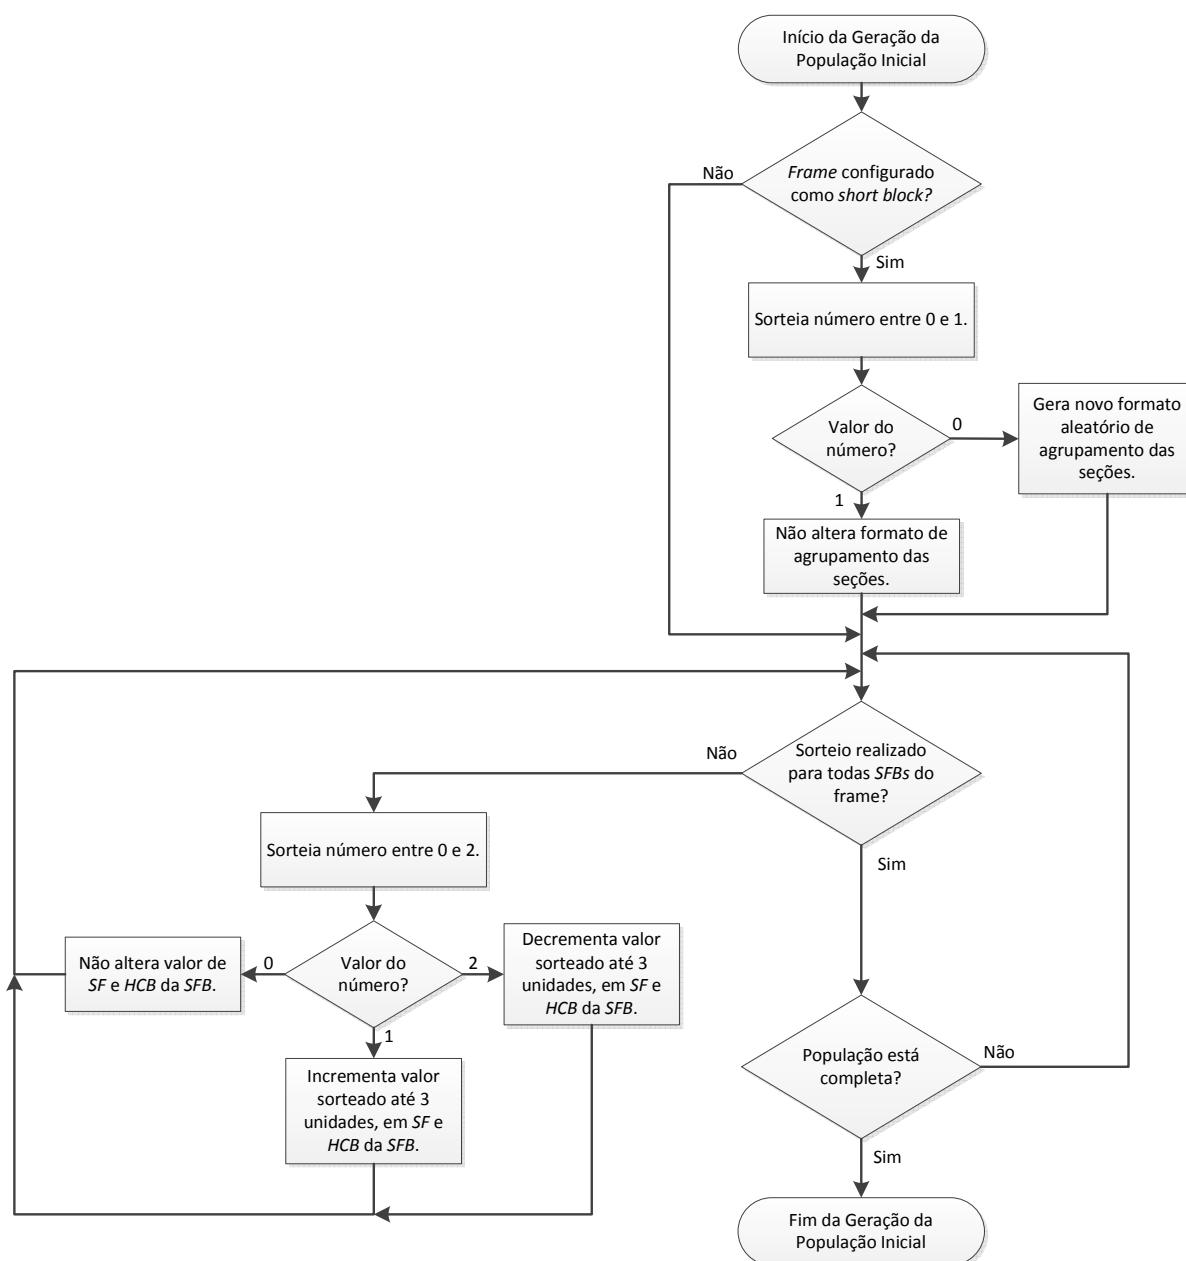 Início da Geração da
População Inicial
Frame configurado
como short block?
Não
Sim
Sorteia número entre 0 e 1.
Valor do
número?
0
Gera novo formato
aleatório de
agrupamento das
seções.
1
Não altera formato de
agrupamento das
seções.
Sorteio realizado
para todas SFBs do
frame?
Não
Sim
Sorteia número entre 0 e 2.
Valor do
número?
0
Não altera valor de
SF e HCB da SFB.
2
Decrementa valor
sorteado até 3
unidades, em SF e
HCB da SFB.
1
Incrementa valor
sorteado até 3
unidades, em SF e
HCB da SFB.
População está
completa?
Não
Sim
Fim da Geração da
População Inicial